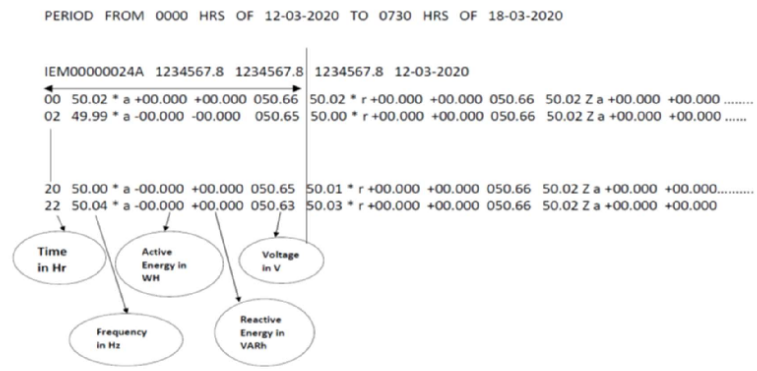 PERIOD FROM 0000 HRS OF 12-03-2020 TO 0730 HRS OF 18-03-2020
IEM00000024A 1234567.8 1234567.8 1234567.8 12-03-2020
00 50.02 * a +00.000 +00.000 050.66 50.02 * r +00.000 +00.000 050.66 50.02 Z a +00.000 +00.000 ........
02 49.99 * a -00.000 -00.000 050.65 50.00 * r +00.000 +00.000 050.66 50.02 Z a +00.000 +00.000 ......
20 50.00 * a -00.000 +00.000 050.65 50.01 * r +00.000 +00.000 050.66 50.02 Z a +00.000 +00.000..........
22 50.04 * a -00.000 +00.000 050.63 50.03 * r +00.000 +00.000 050.66 50.02 Z a +00.000 +00.000
Time
in Hr
Active
Energy in
WH
Voltage
in V
Frequency
in Hz
Reactive
Energy in
VARh